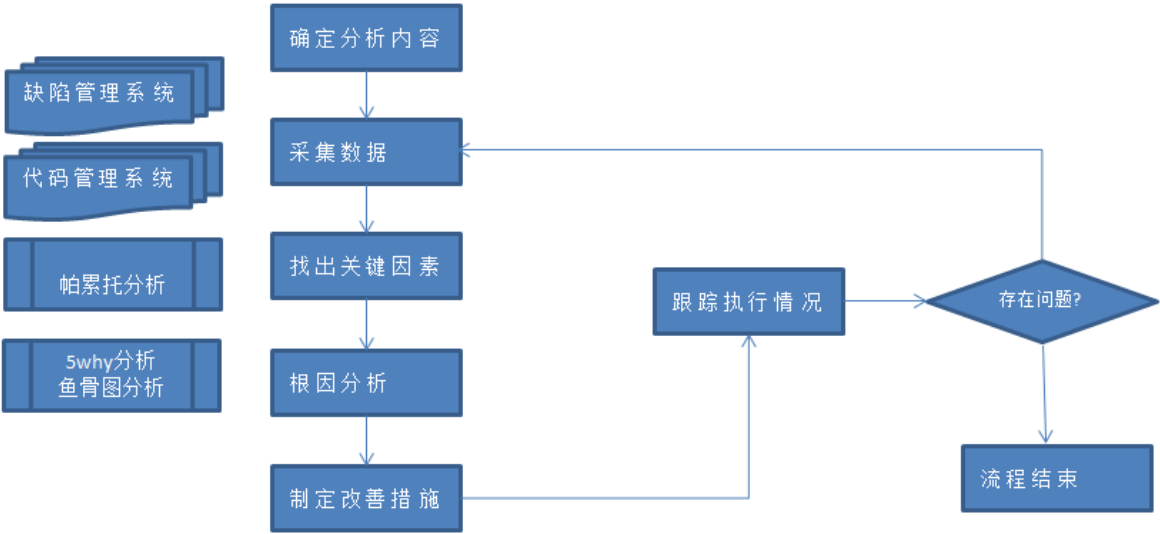 确定分析内容
缺陷管理系统
采集数据
代码管理系统
找出关键因素
帕累托分析
跟踪执行情况
存在问题?
5why分析
鱼骨图分析
根因分析
制定改善措施
流程结束